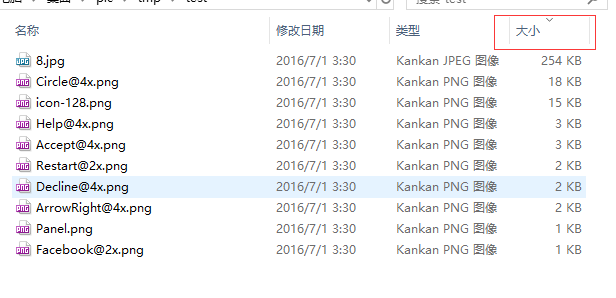 桌面 pic tmp test
搜索"test"
名称 修改日期 类型 大小
8.jpg 2016/7/1 3:30 Kankan JPEG 图像 254 KB
Circle@4x.png 2016/7/1 3:30 Kankan PNG 图像 18 KB
icon-128.png 2016/7/1 3:30 Kankan PNG 图像 15 KB
Help@4x.png 2016/7/1 3:30 Kankan PNG 图像 3 KB
Accept@4x.png 2016/7/1 3:30 Kankan PNG 图像 3 KB
Restart@2x.png 2016/7/1 3:30 Kankan PNG 图像 2 KB
Decline@4x.png 2016/7/1 3:30 Kankan PNG 图像 2 KB
ArrowRight@4x.png 2016/7/1 3:30 Kankan PNG 图像 2 KB
Panel.png 2016/7/1 3:30 Kankan PNG 图像 1 KB
Facebook@2x.png 2016/7/1 3:30 Kankan PNG 图像 1 KB